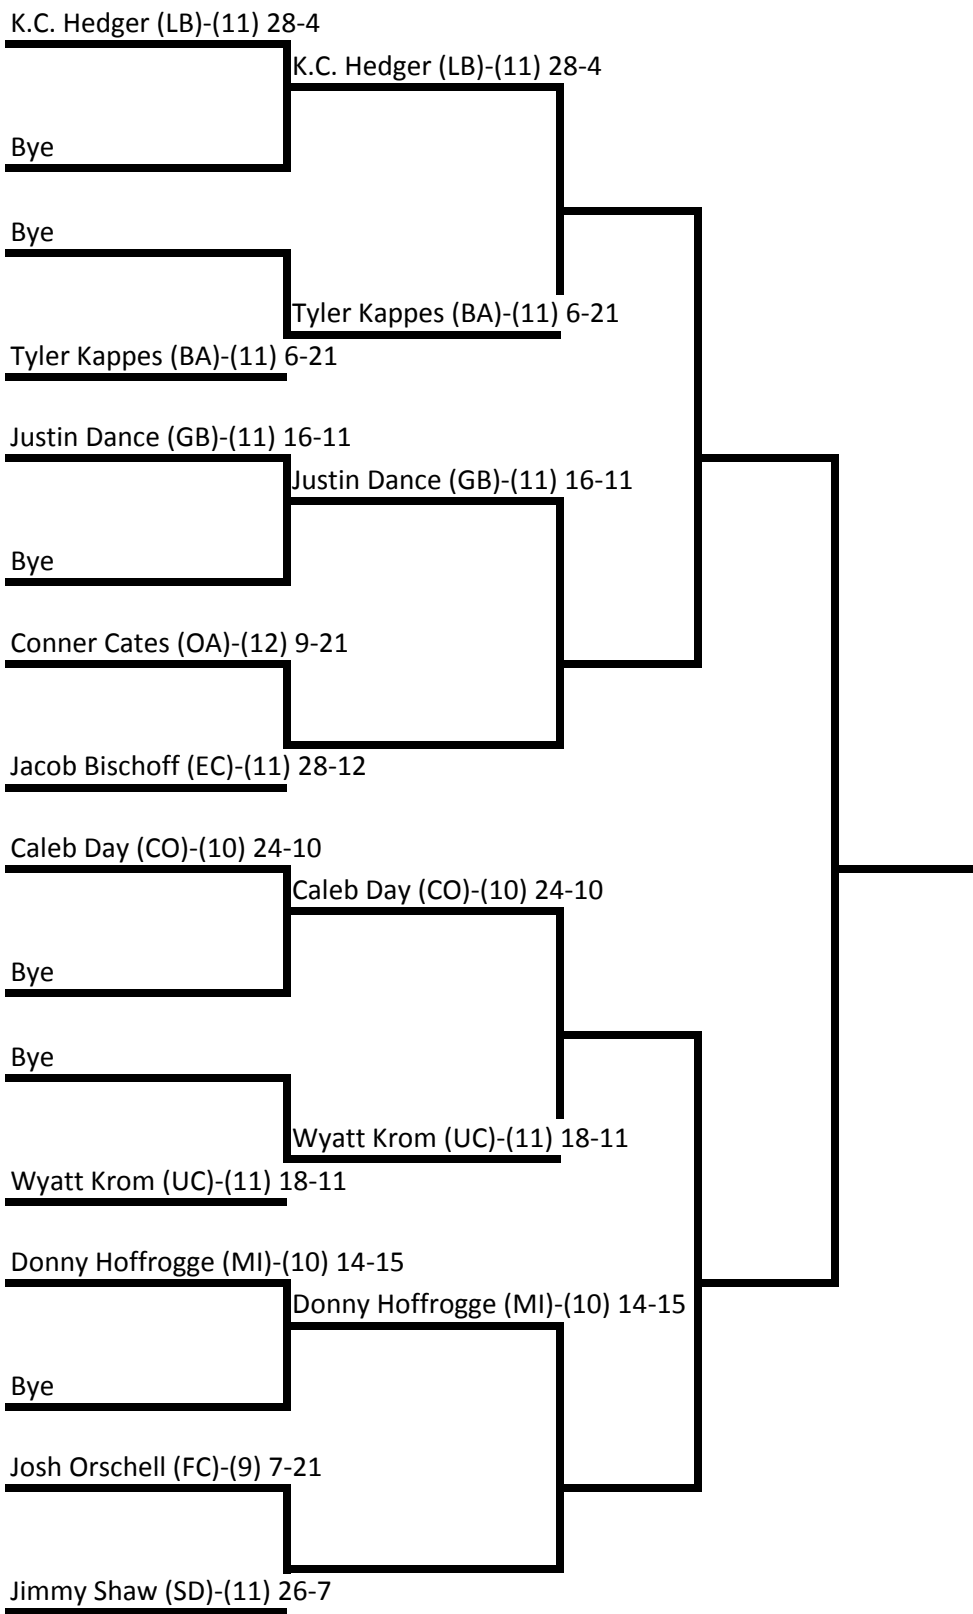 K.C. Hedger (LB)-(11) 28-4
K.C. Hedger (LB)-(11) 28-4
Bye
Bye
Tyler Kappes (BA)-(11) 6-21
Tyler Kappes (BA)-(11) 6-21
Justin Dance (GB)-(11) 16-11
Justin Dance (GB)-(11) 16-11
Bye
Conner Cates (OA)-(12) 9-21
Jacob Bischoff (EC)-(11) 28-12
Caleb Day (CO)-(10) 24-10
Caleb Day (CO)-(10) 24-10
Bye
Bye
Wyatt Krom (UC)-(11) 18-11
Wyatt Krom (UC)-(11) 18-11
Donny Hoffrogge (MI)-(10) 14-15
Donny Hoffrogge (MI)-(10) 14-15
Bye
Josh Orschell (FC)-(9) 7-21
Jimmy Shaw (SD)-(11) 26-7